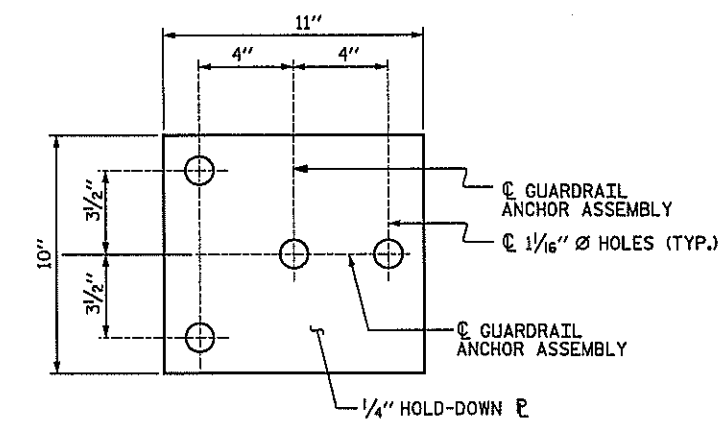 11"
4" 4"
3½"
10"
3½"
℄ GUARDRAIL
ANCHOR ASSEMBLY
℄ 1 1/16" Ø HOLES (TYP.)
℄ GUARDRAIL
ANCHOR ASSEMBLY
¼" HOLD-DOWN ⅊